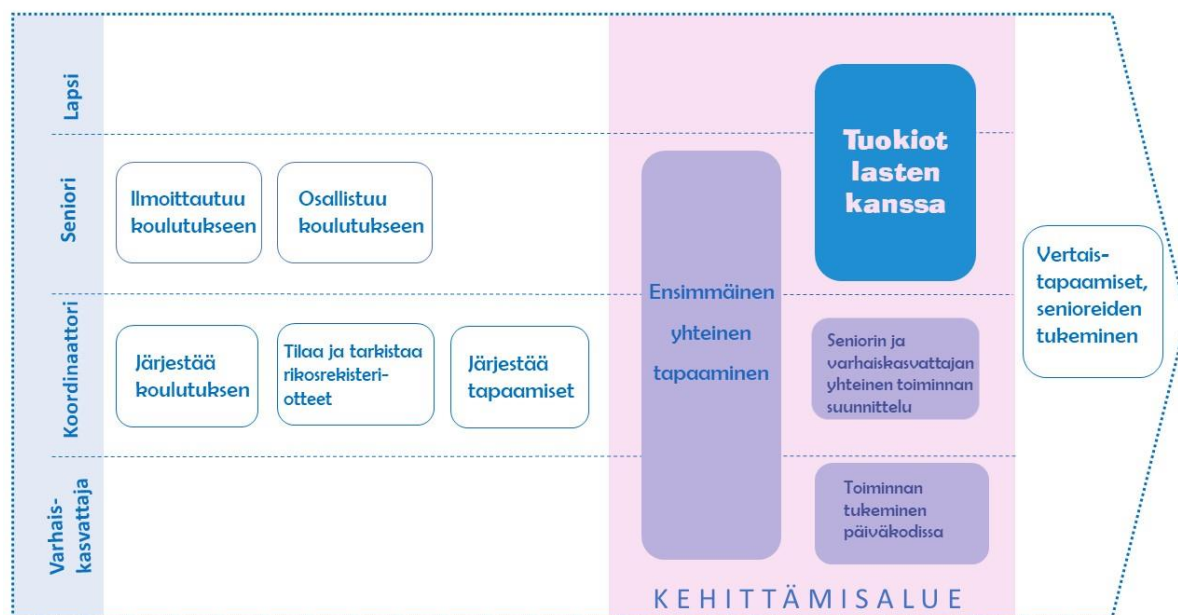 Lapsi
Seniori
Ilmoittautuu
koulutukseen
Osallistuu
koulutukseen
Koordinaattori
Järjestää
koulutuksen
Tilaa ja tarkistaa
rikosrekisteri-
otteet
Järjestää
tapaamiset
Varhais-
kasvattaja
Ensimmäinen
yhteinen
tapaaminen
Tuokiot
lasten
kanssa
Seniorin ja
varhaiskasvattajan
yhteinen toiminnan
suunnittelu
Toiminnan
tukeminen
päiväkodissa
KEHITTÄMISALUE
Vertais-
tapaamiset,
senioreiden
tukeminen